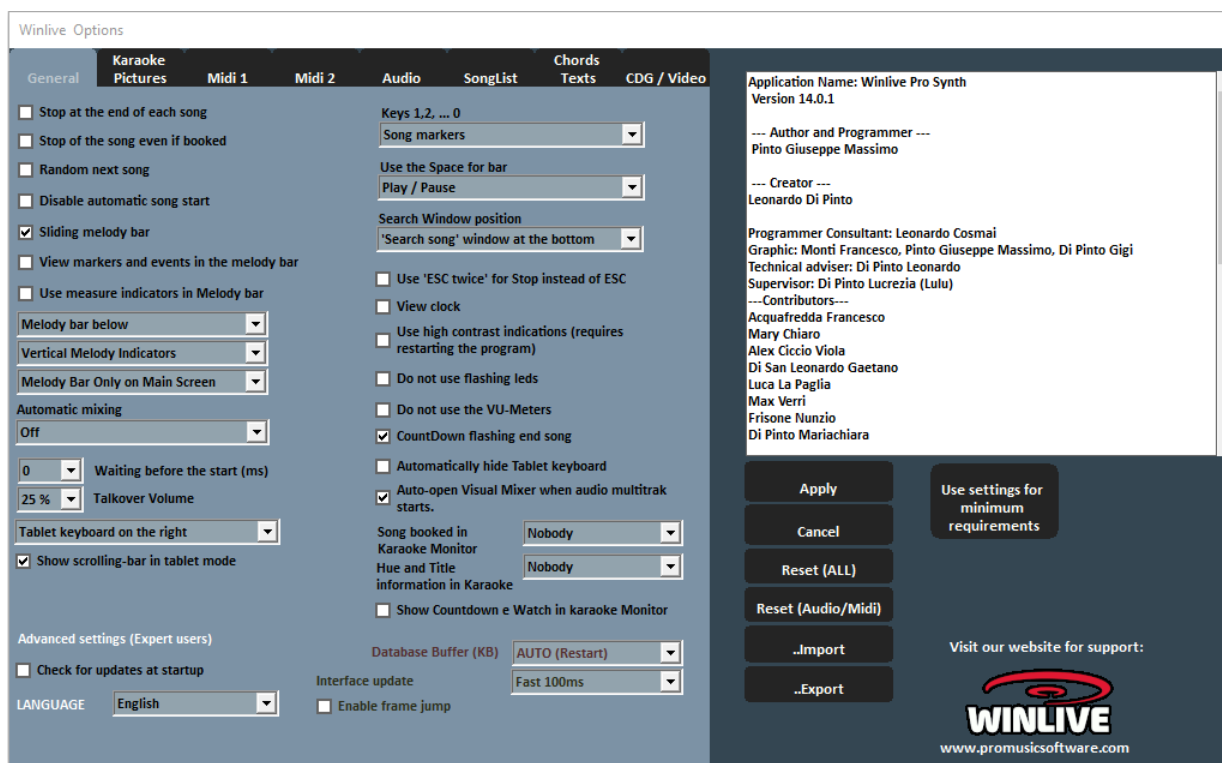 Winlive Options
General
Karaoke
Pictures
Midi 1
Midi 2
Audio
SongList
Chords
Texts
CDG / Video
Stop at the end of each song
Stop of the song even if booked
Random next song
Disable automatic song start
Sliding melody bar
View markers and events in the melody bar
Use measure indicators in Melody bar
Melody bar below
Vertical Melody Indicators
Melody Bar Only on Main Screen
Automatic mixing
Off
0
Waiting before the start (ms)
25 %
Talkover Volume
Tablet keyboard on the right
Show scrolling-bar in tablet mode
Advanced settings (Expert users)
Check for updates at startup
LANGUAGE
English
Keys 1,2, ... 0
Song markers
Use the Space for bar
Play / Pause
Search Window position
'Search song' window at the bottom
Use 'ESC twice' for Stop instead of ESC
View clock
Use high contrast indications (requires
restarting the program)
Do not use flashing leds
Do not use the VU-Meters
CountDown flashing end song
Automatically hide Tablet keyboard
Auto-open Visual Mixer when audio multitrak
starts.
Song booked in
Karaoke Monitor
Nobody
Hue and Title
information in Karaoke
Nobody
Show Countdown e Watch in karaoke Monitor
Database Buffer (KB)
AUTO (Restart)
Interface update
Fast 100ms
Enable frame jump
Application Name: Winlive Pro Synth
Version 14.0.1
--- Author and Programmer ---
Pinto Giuseppe Massimo
--- Creator ---
Leonardo Di Pinto
Programmer Consultant: Leonardo Cosmai
Graphic: Monti Francesco, Pinto Giuseppe Massimo, Di Pinto Gigi
Technical adviser: Di Pinto Leonardo
Supervisor: Di Pinto Lucrezia (Lulu)
---Contributors---
Acquafredda Francesco
Mary Chiaro
Alex Ciccio Viola
Di San Leonardo Gaetano
Luca La Paglia
Max Verri
Frisone Nunzio
Di Pinto Mariachiara
Apply
Cancel
Reset (ALL)
Reset (Audio/Midi)
..Import
..Export
Use settings for
minimum
requirements
Visit our website for support:
WINLIVE
www.promusicsoftware.com